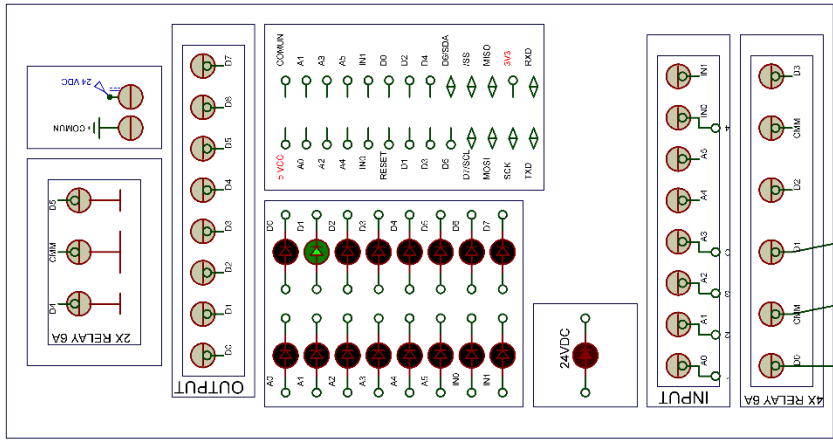 24 VDC
COMUN
D5
CMM
D4
2X RELAY 6A
D7
D6
D5
D4
D3
D2
D1
D0
OUTPUT
COMUN
A1
A3
A5
IN1
D0
D2
D4
D6/SDA
/SS
MISO
3V3
RXD
5 VCC
A0
A2
A4
IN0
RESET
D1
D3
D5
D7/SCL
MOSI
SCK
TXD
D0
D1
D2
D3
D4
D5
D6
D7
A0
A1
A2
A3
A4
A5
IN0
IN1
24VDC
IN1
IN0
4
A5
A4
A3
A2
A1
A0
INPUT
D3
CMM
D2
D1
CMM
D0
4X RELAY 6A